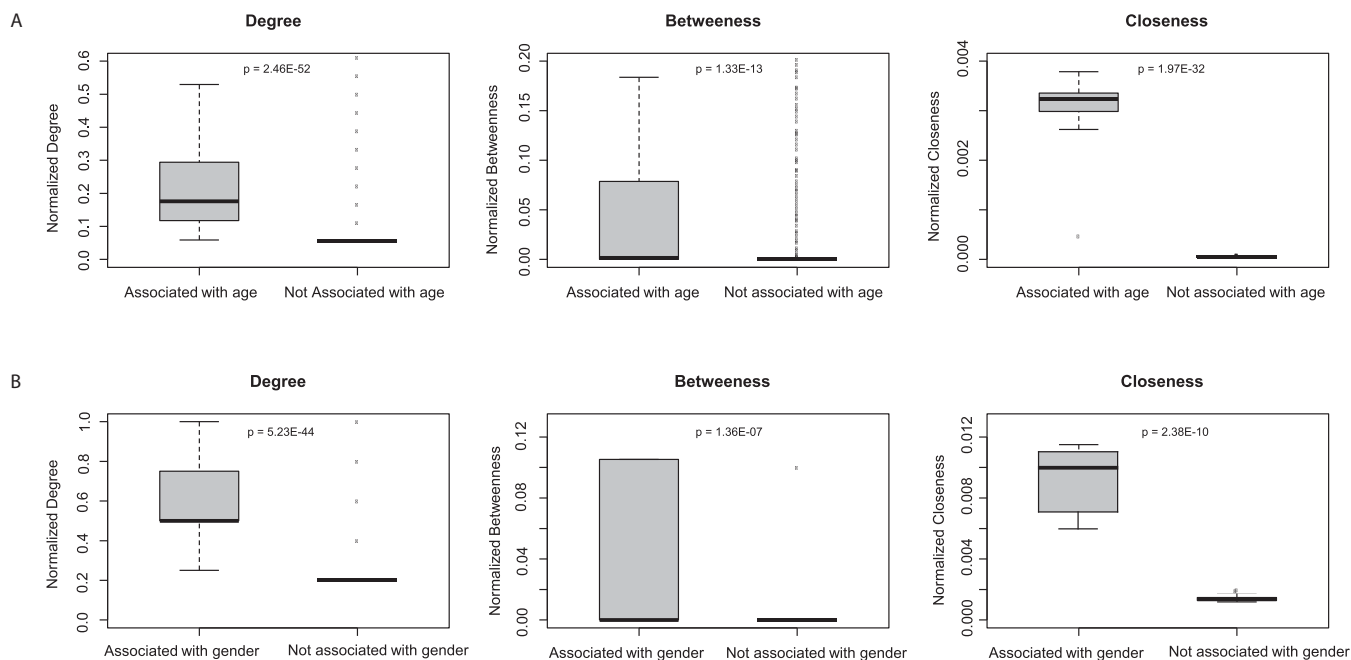 A
Degree
Betweeness
Closeness
p = 2.46E-52
p = 1.33E-13
p = 1.97E-32
Normalized Degree
0.0 0.1 0.2 0.3 0.4 0.5 0.6
Normalized Betweenness
0.00 0.05 0.10 0.15 0.20
Normalized Closeness
0.000 0.002 0.004
Associated with age Not Associated with age
Associated with age Not associated with age
Associated with age Not associated with age
B
Degree
Betweeness
Closeness
p = 5.23E-44
p = 1.36E-07
p = 2.38E-10
Normalized Degree
0.0 0.2 0.4 0.6 0.8 1.0
Normalized Betweenness
0.00 0.04 0.08 0.12
Normalized Closeness
0.000 0.004 0.008 0.012
Associated with gender Not associated with gender
Associated with gender Not associated with gender
Associated with gender Not associated with gender